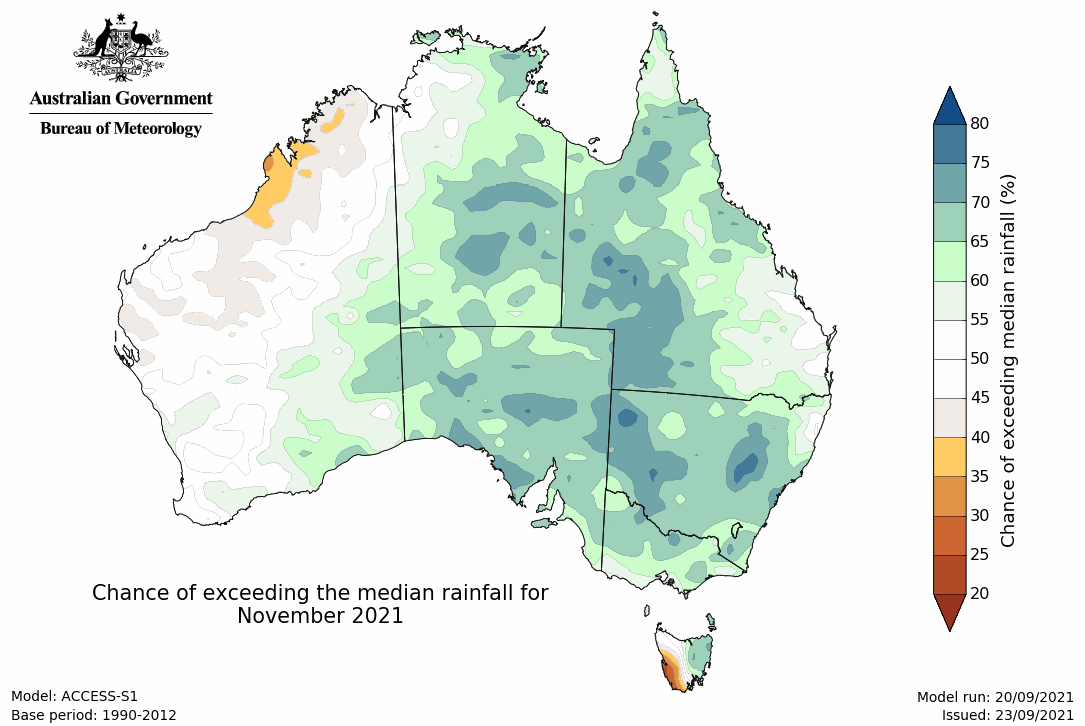 AUSTRALIA
Australian Government
Bureau of Meteorology
80
75
70
65
60
55
50
45
40
35
30
25
20
Chance of exceeding median rainfall (%)
Chance of exceeding the median rainfall for
November 2021
Model: ACCESS-S1
Base period: 1990-2012
Model run: 20/09/2021
Issued: 23/09/2021